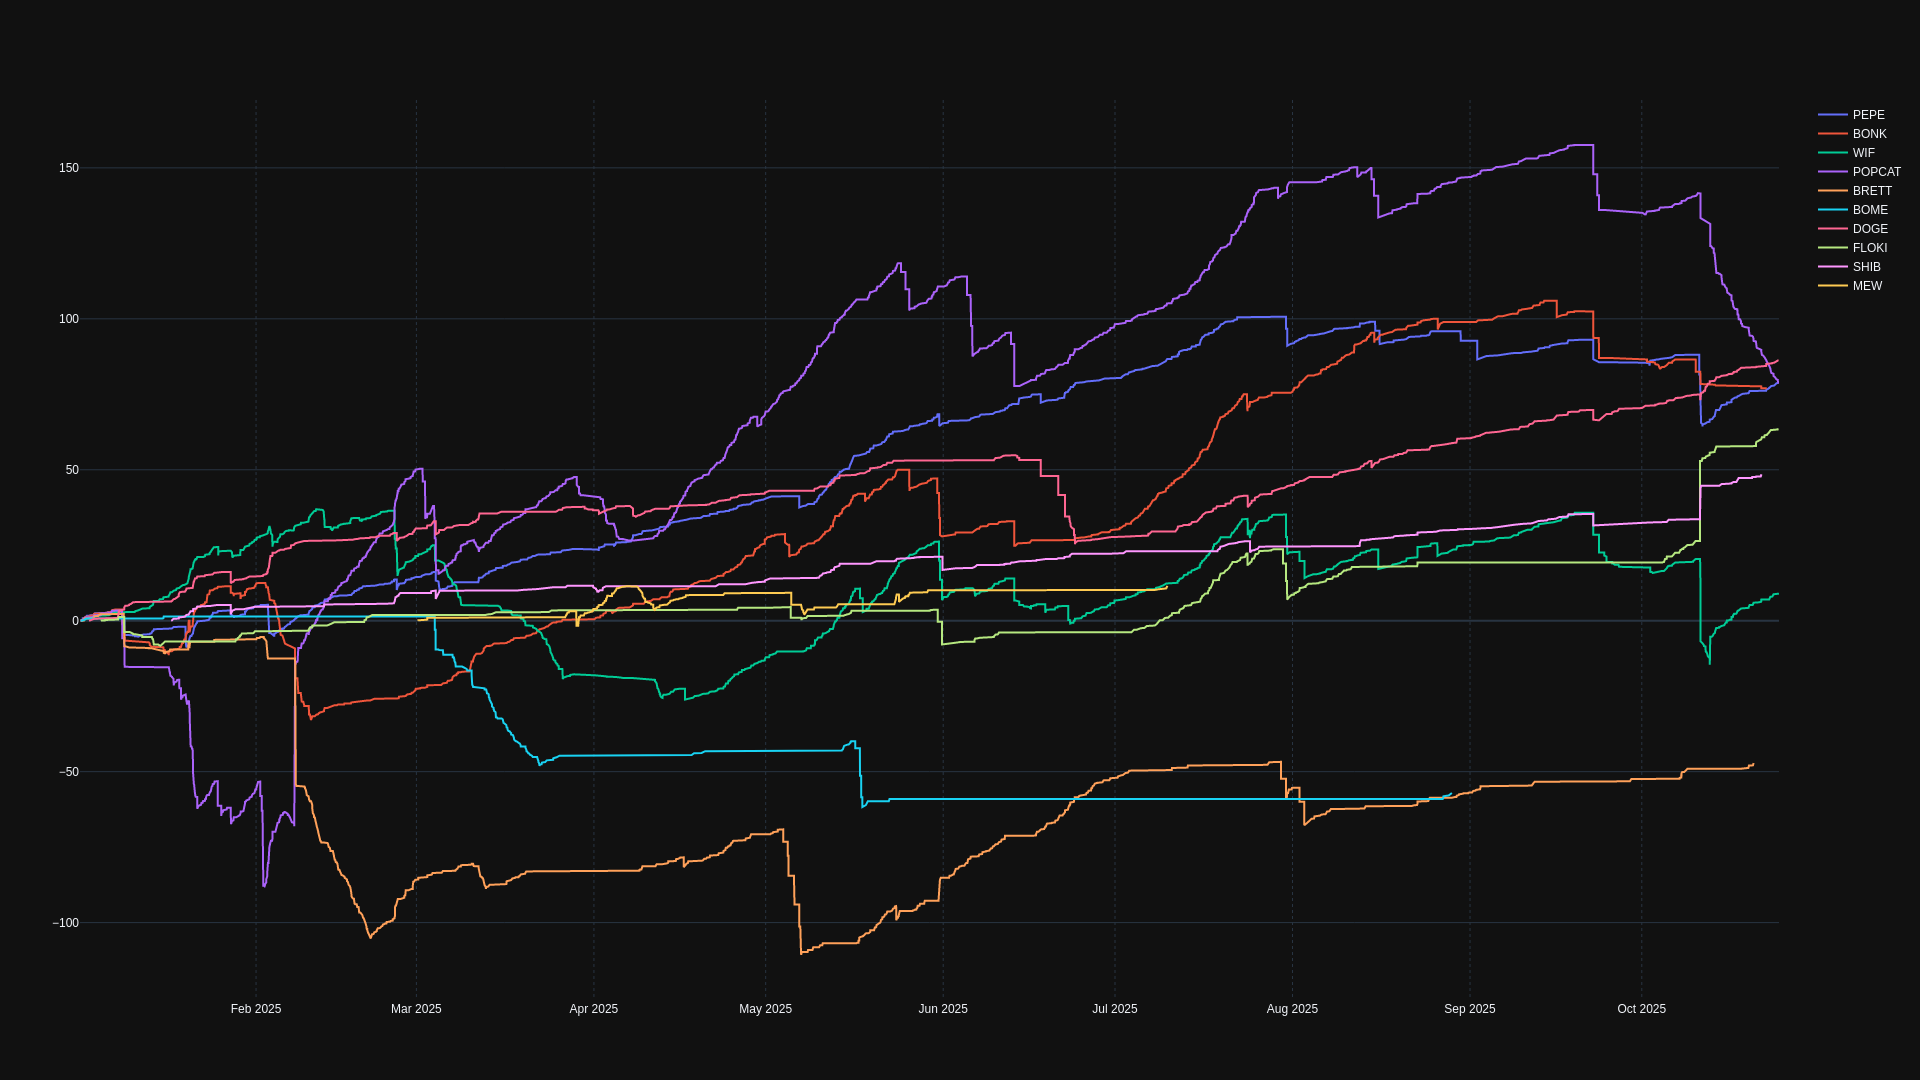 PEPE
BONK
WIF
POPCAT
BRETT
BOME
DOGE
FLOKI
SHIB
MEW
150
100
50
0
−50
−100
Feb 2025 Mar 2025 Apr 2025 May 2025 Jun 2025 Jul 2025 Aug 2025 Sep 2025 Oct 2025